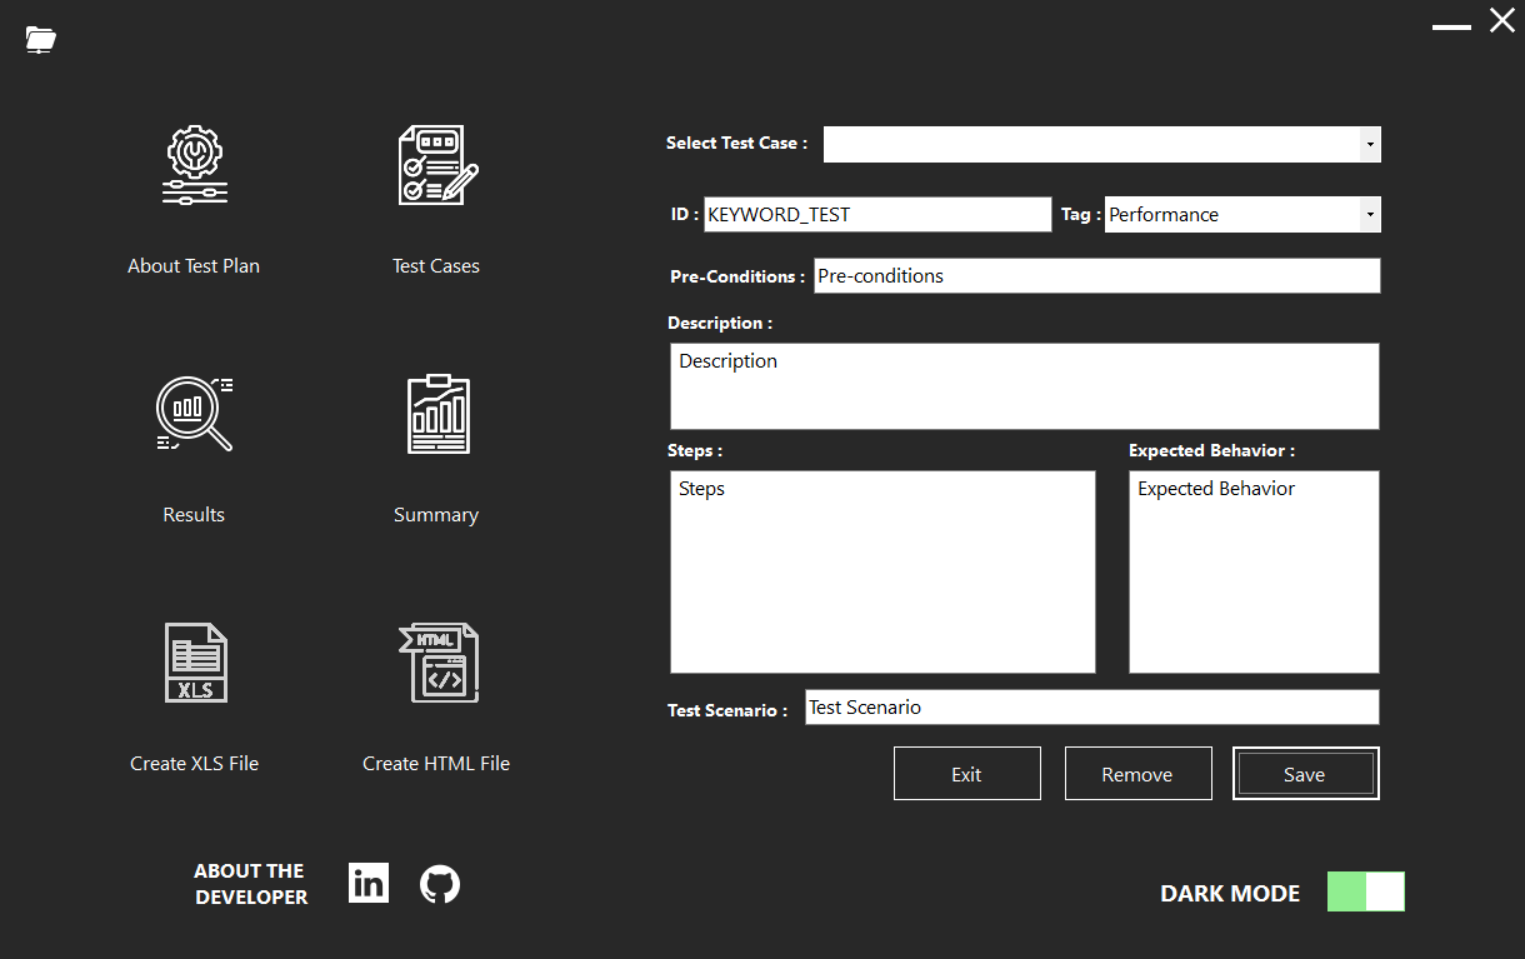 Select Test Case :
ID : KEYWORD_TEST Tag : Performance
About Test Plan
Test Cases
Pre-Conditions : Pre-conditions
Description :
Description
Steps :
Expected Behavior :
Steps
Expected Behavior
Results
Summary
HTML
</>
XLS
Test Scenario : Test Scenario
Create XLS File
Create HTML File
Exit
Remove
Save
ABOUT THE
DEVELOPER
in
DARK MODE